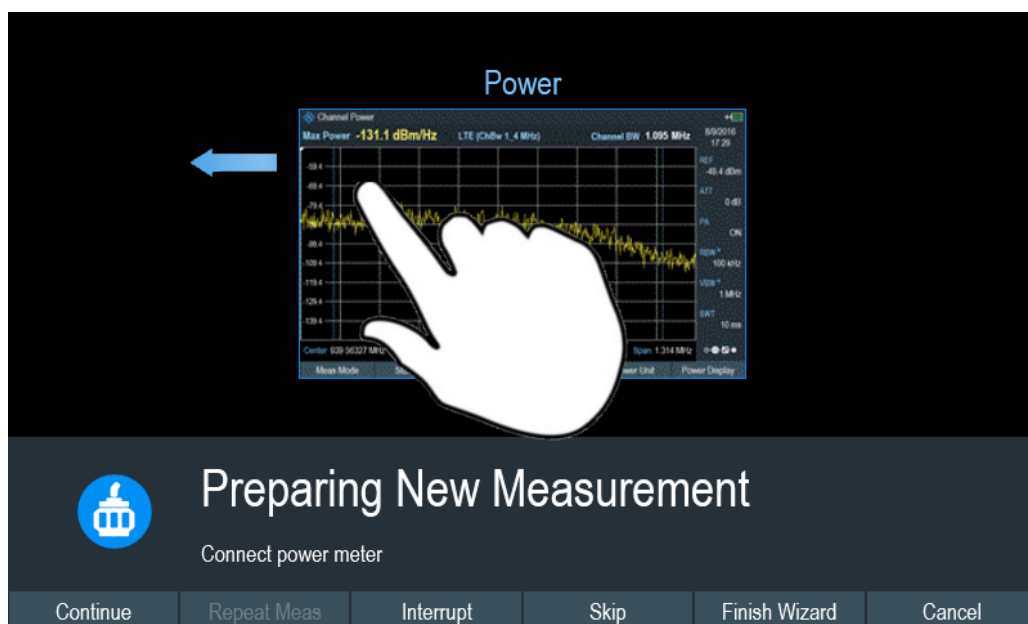 Power
Channel Power
Max Power -131.1 dBm/Hz LTE (ChBw 1_4 MHz) Channel BW 1.095 MHz
8/9/2016
17:29
REF
-49.4 dBm
-59.4
-69.4
ATT
0 dB
-79.4
PA
ON
-99.4
RBW
100 kHz
-109.4
VBW
1 MHz
-119.4
-129.4
SWT
10 ms
-139.4
Center 939.56327 MHz Span 1.314 MHz
Meas Mode Power Display
Preparing New Measurement
Connect power meter
Continue Repeat Meas Interrupt Skip Finish Wizard Cancel